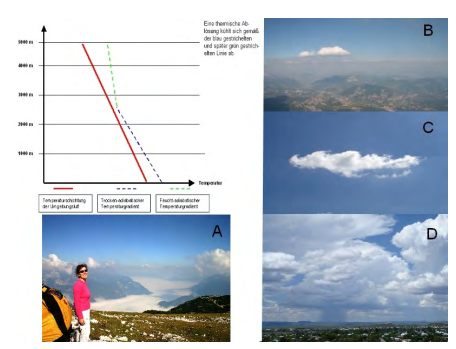 Eine thermische Ab-
lösung kühlt sich gemäß
der blau gestrichelten
und später grün gestrich-
elten Linie ab.
5000 m
4000 m
3000 m
2000 m
1000 m
Temperatur
Temperaturschichtung
der Umgebungsluft
Trocken-adiabatischer
Temperaturgradient
Feucht-adiabatischer
Temperaturgradient
A
B
C
D